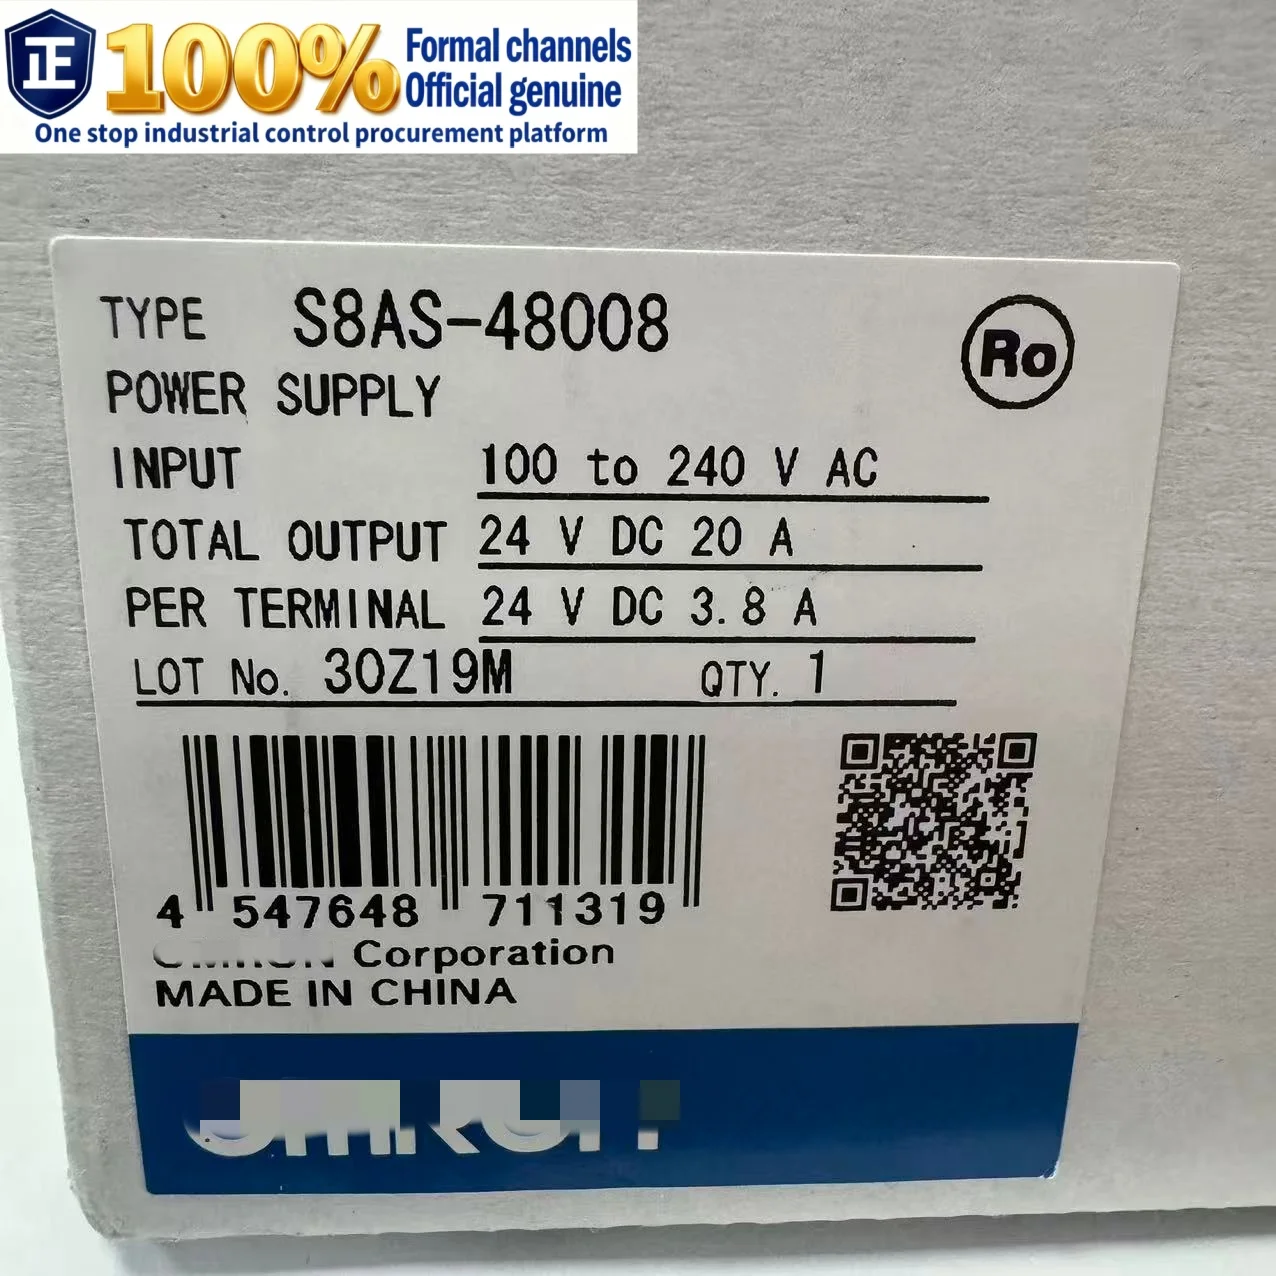 正 100% Formal channels
Official genuine
One stop industrial control procurement platform
TYPE S8AS-48008
Ro
POWER SUPPLY
INPUT 100 to 240 V AC
TOTAL OUTPUT 24 V DC 20 A
PER TERMINAL 24 V DC 3.8 A
LOT No. 30Z19M QTY. 1
4 547648 711319
Corporation
MADE IN CHINA